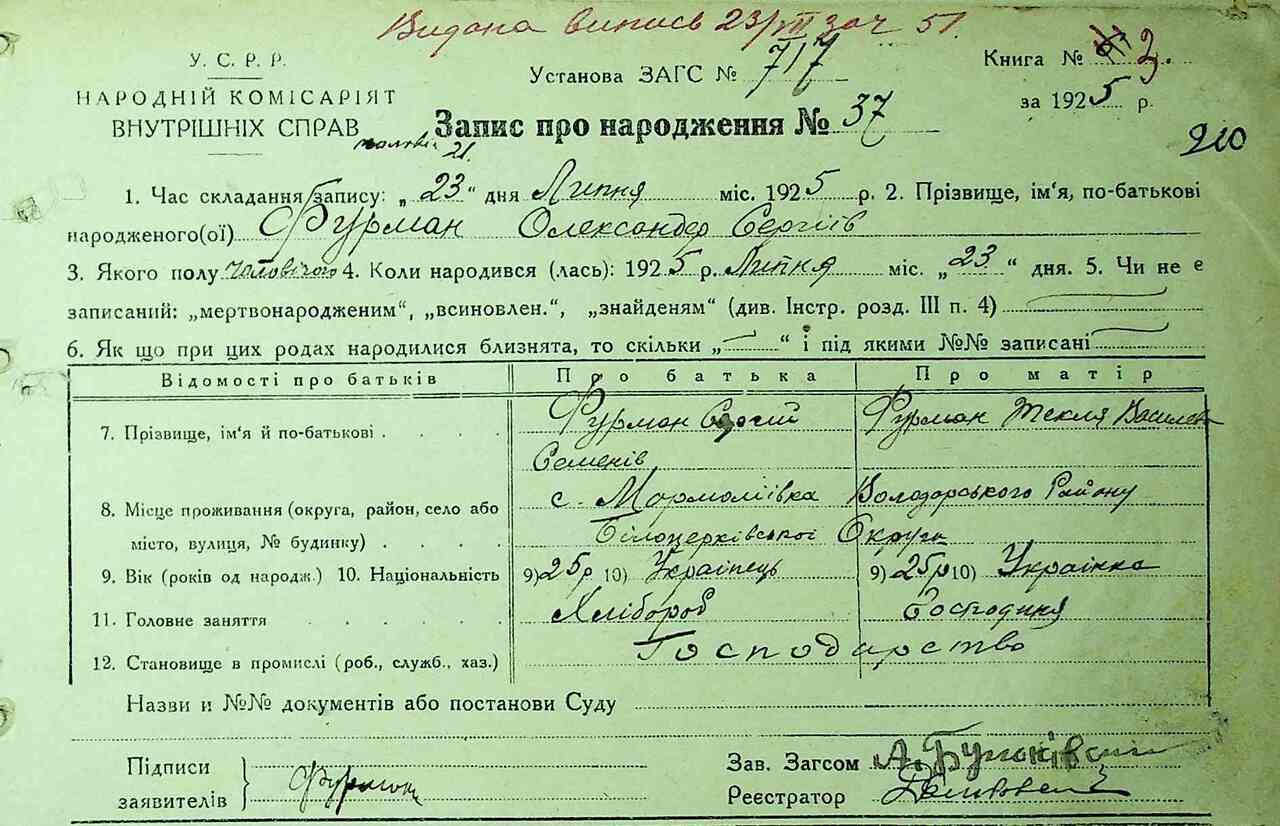 Видана випись 23/VII зач 51.
У. С. Р. Р.
НАРОДНІЙ КОМІСАРІЯТ
ВНУТРІШНІХ СПРАВ
Установа ЗАГС № 717
Книга № 2.
за 1925 р.
Запис про народження № 37
210
21.
1. Час складання запису: „23“ дня Липня міс. 1925 р. 2. Прізвище, ім'я, по-батькові
народженого(ої) Фурман Олександер Сергіїв
3. Якого полу чоловічого 4. Коли народився (лась): 1925 р. Липня міс. „23“ дня. 5. Чи не є
записаний: „мертвонародженим“, „всиновлен.“, „знайденям“ (див. Інстр. розд. III п. 4)
6. Як що при цих родах народилися близнята, то скільки „—“ і під якими №№ записані
Відомості про батьків Про батька Про матір
7. Прізвище, ім'я й по-батькові . . . . . Фурман Сергій Фурман Текля Василева
Семенів
8. Місце проживання (округа, район, село або с. Мормоліївка Володарського Району
місто, вулиця, № будинку) . . . . Білоцерківської Округи
9. Вік (років од народж.) 10. Національність 9) 25р 10) Українець 9) 25р 10) Українка
11. Головне заняття . . . . . Хлібороб Господиня
12. Становище в промислі (роб., служб., хаз.) Господарство
Назви и №№ документів або постанови Суду
Підписи
заявителів Фурман
Зав. Загсом
Реєстратор